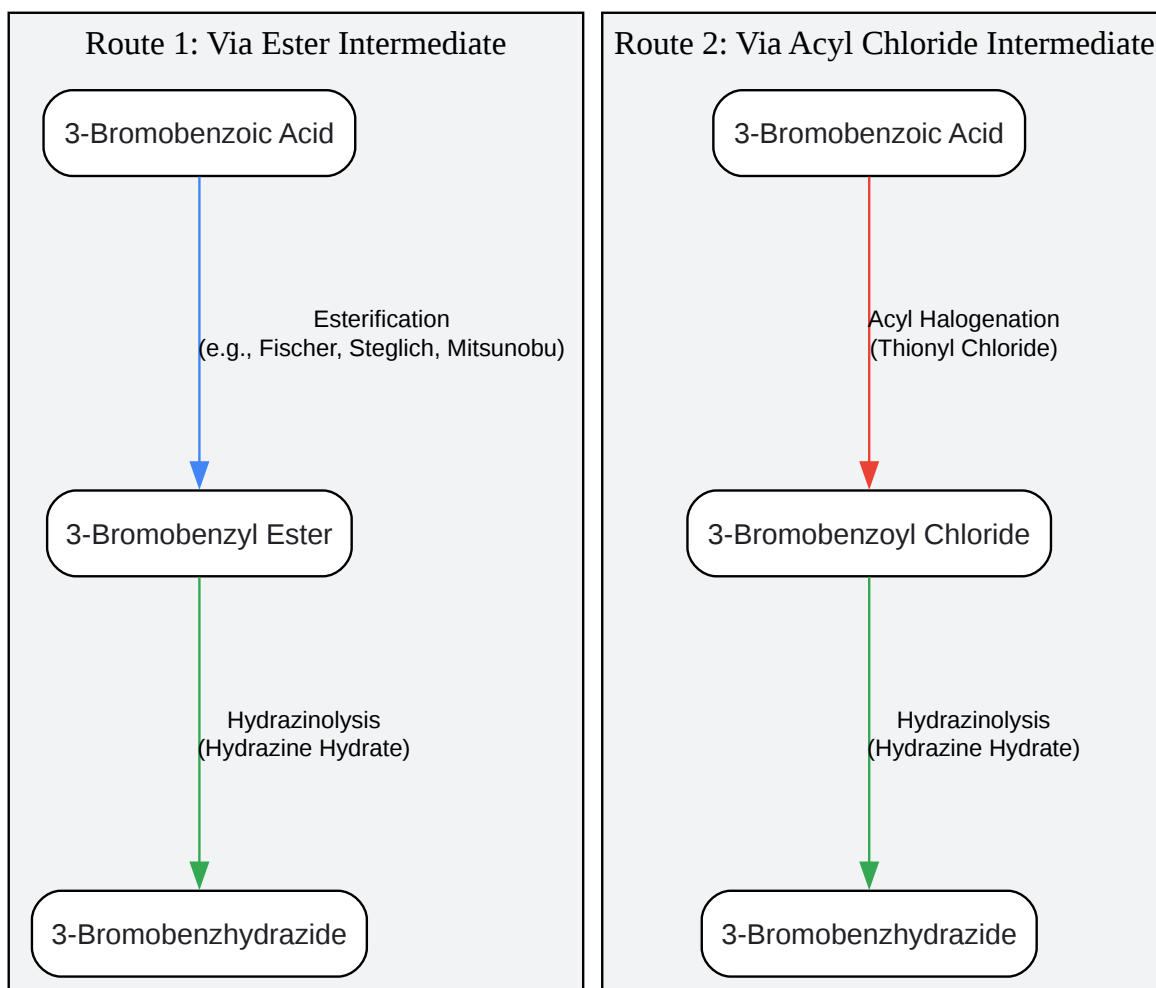 Route 1: Via Ester Intermediate
3-Bromobenzoic Acid
Esterification
(e.g., Fischer, Steglich, Mitsunobu)
3-Bromobenzyl Ester
Hydrazinolysis
(Hydrazine Hydrate)
3-Bromobenzhydrazide
Route 2: Via Acyl Chloride Intermediate
3-Bromobenzoic Acid
Acyl Halogenation
(Thionyl Chloride)
3-Bromobenzoyl Chloride
Hydrazinolysis
(Hydrazine Hydrate)
3-Bromobenzhydrazide